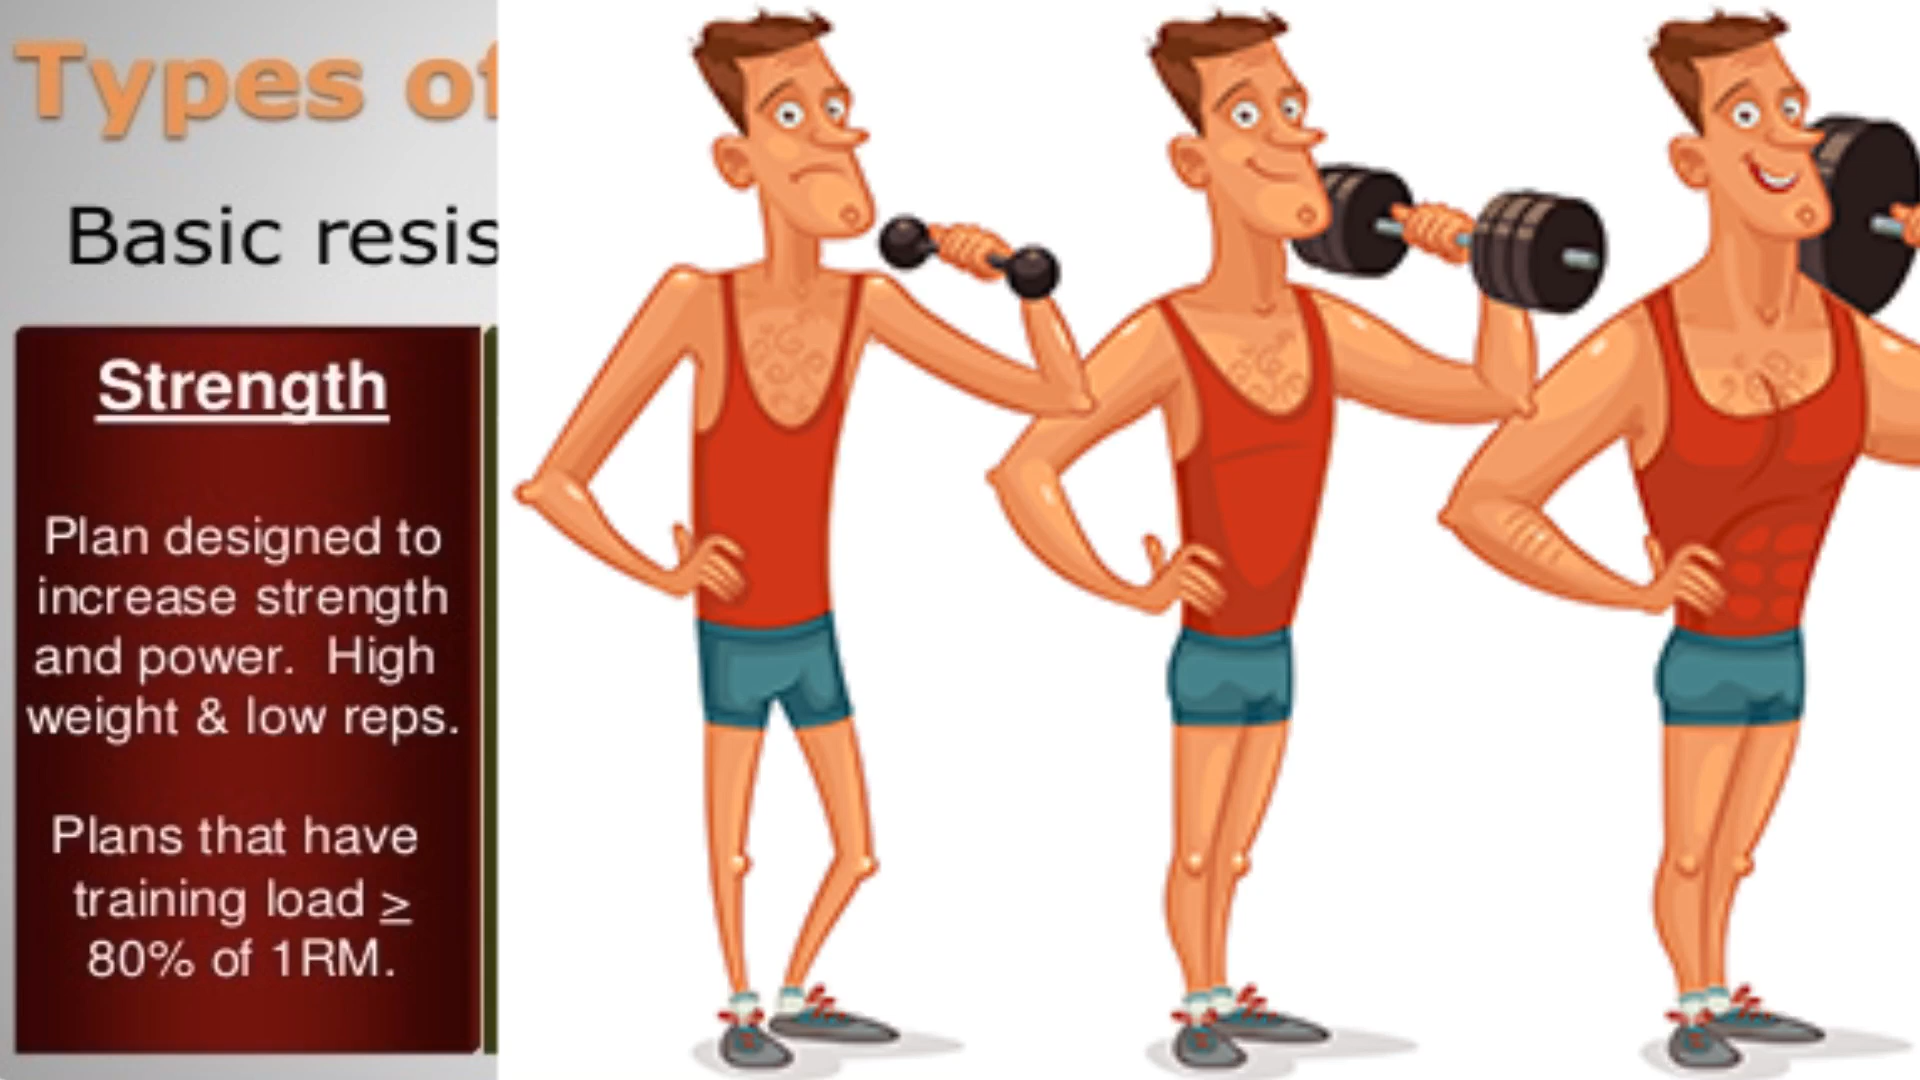 Types of
Basic resis
Strength
Plan designed to
increase strength
and power. High
weight & low reps.
Plans that have
training load ≥
80% of 1RM.